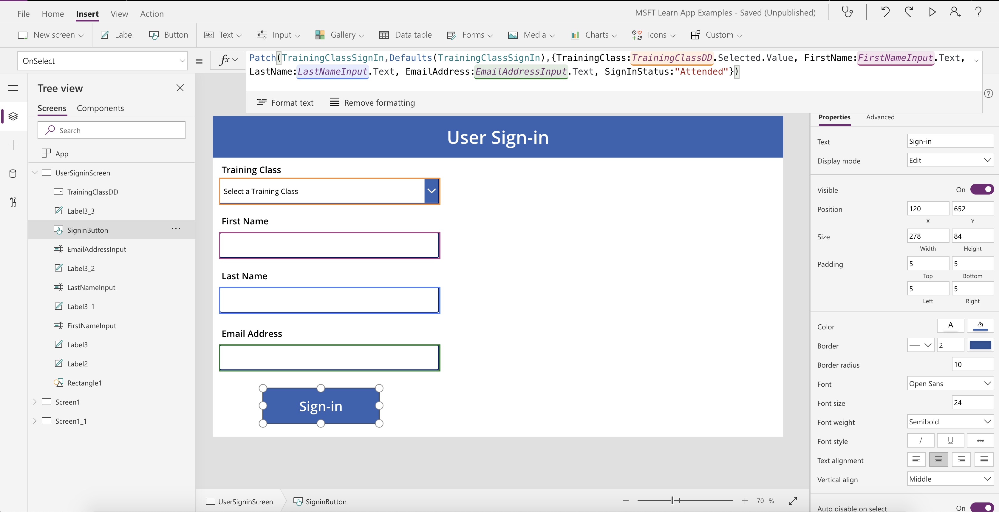 File Home Insert View Action
MSFT Learn App Examples - Saved (Unpublished)
New screen Label Button Abc Text Input Gallery Data table Forms Media Charts Icons Custom
OnSelect = fx Patch(TrainingClassSignIn,Defaults(TrainingClassSignIn),{TrainingClass:TrainingClassDD.Selected.Value, FirstName:FirstNameInput.Text,
LastName:LastNameInput.Text, EmailAddress:EmailAddressInput.Text, SignInStatus:"Attended"})
Format text Remove formatting
Tree view
Screens Components
Search
App
UserSigninScreen
TrainingClassDD
Label3_3
SigninButton ...
EmailAddressInput
Label3_2
LastNameInput
Label3_1
FirstNameInput
Label3
Label2
Rectangle1
Screen1
Screen1_1
User Sign-in
Training Class
Select a Training Class
First Name
Last Name
Email Address
Sign-in
UserSigninScreen SigninButton
70 %
Properties Advanced
Text Sign-in
Display mode Edit
Visible On
Position 120 652
X Y
Size 278 84
Width Height
Padding 5 5
Top Bottom
5 5
Left Right
Color A
Border 2
Border radius 10
Font Open Sans
Font size 24
Font weight Semibold
Font style / U abc
Text alignment
Vertical align Middle
Auto disable on select On